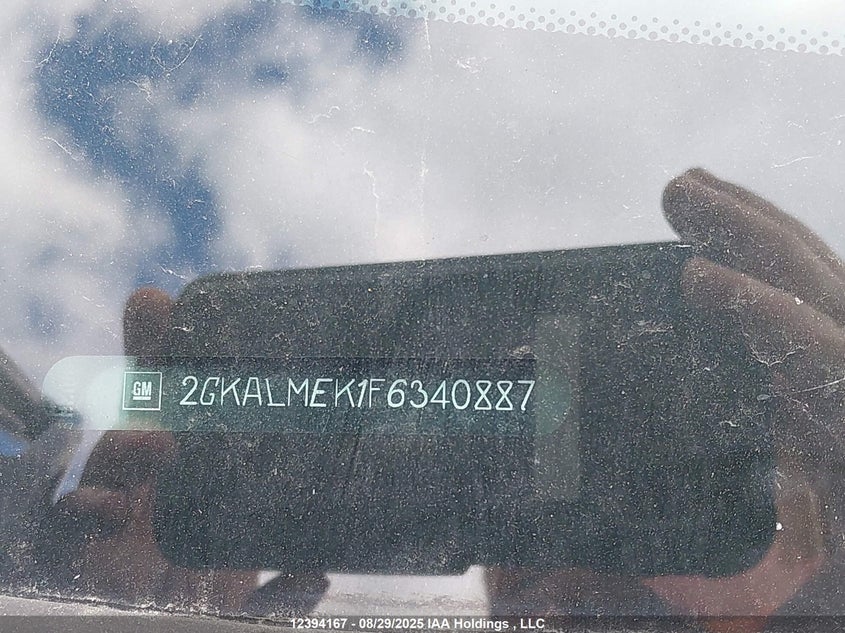 GM 2GKALMEK1F6340887
12394167 - 08/29/2025 IAA Holdings , LLC